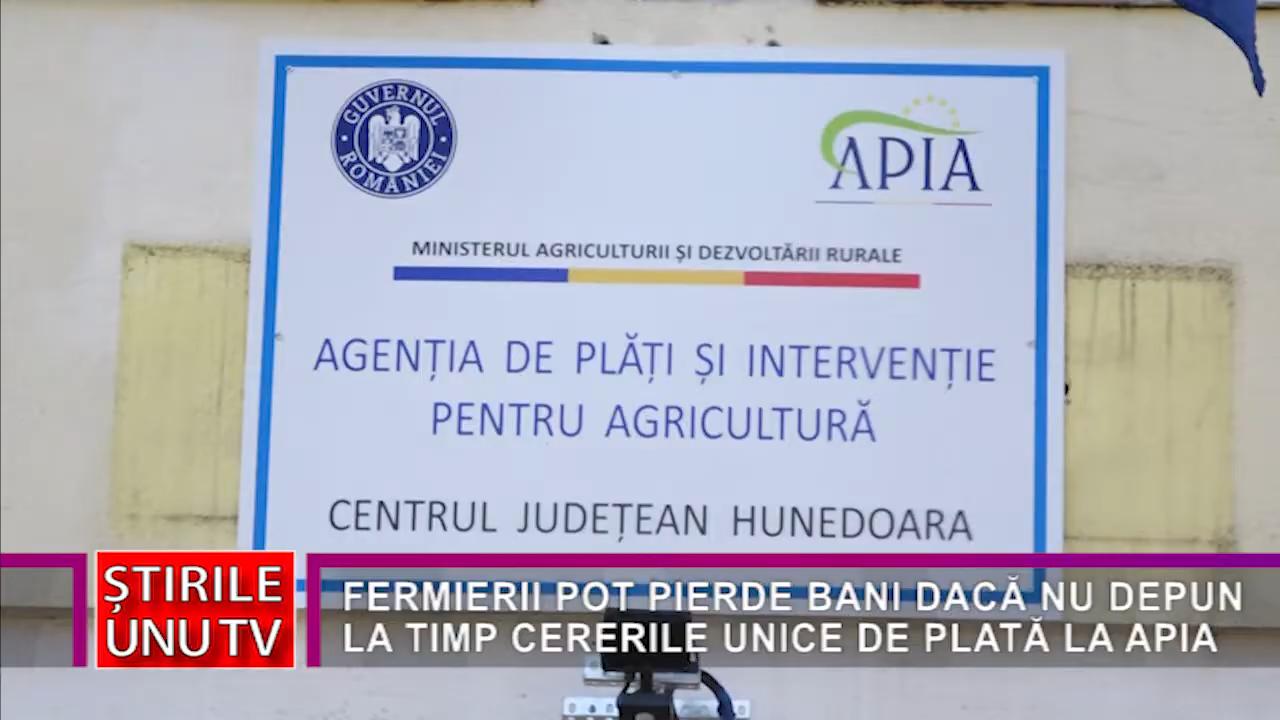 GUVERNUL ROMÂNIEI
APIA
MINISTERUL AGRICULTURII ȘI DEZVOLTĂRII RURALE
AGENȚIA DE PLĂȚI ȘI INTERVENȚIE
PENTRU AGRICULTURĂ
CENTRUL JUDEȚEAN HUNEDOARA
ȘTIRILE
UNU TV
FERMIERII POT PIERDE BANI DACĂ NU DEPUN
LA TIMP CERERILE UNICE DE PLATĂ LA APIA